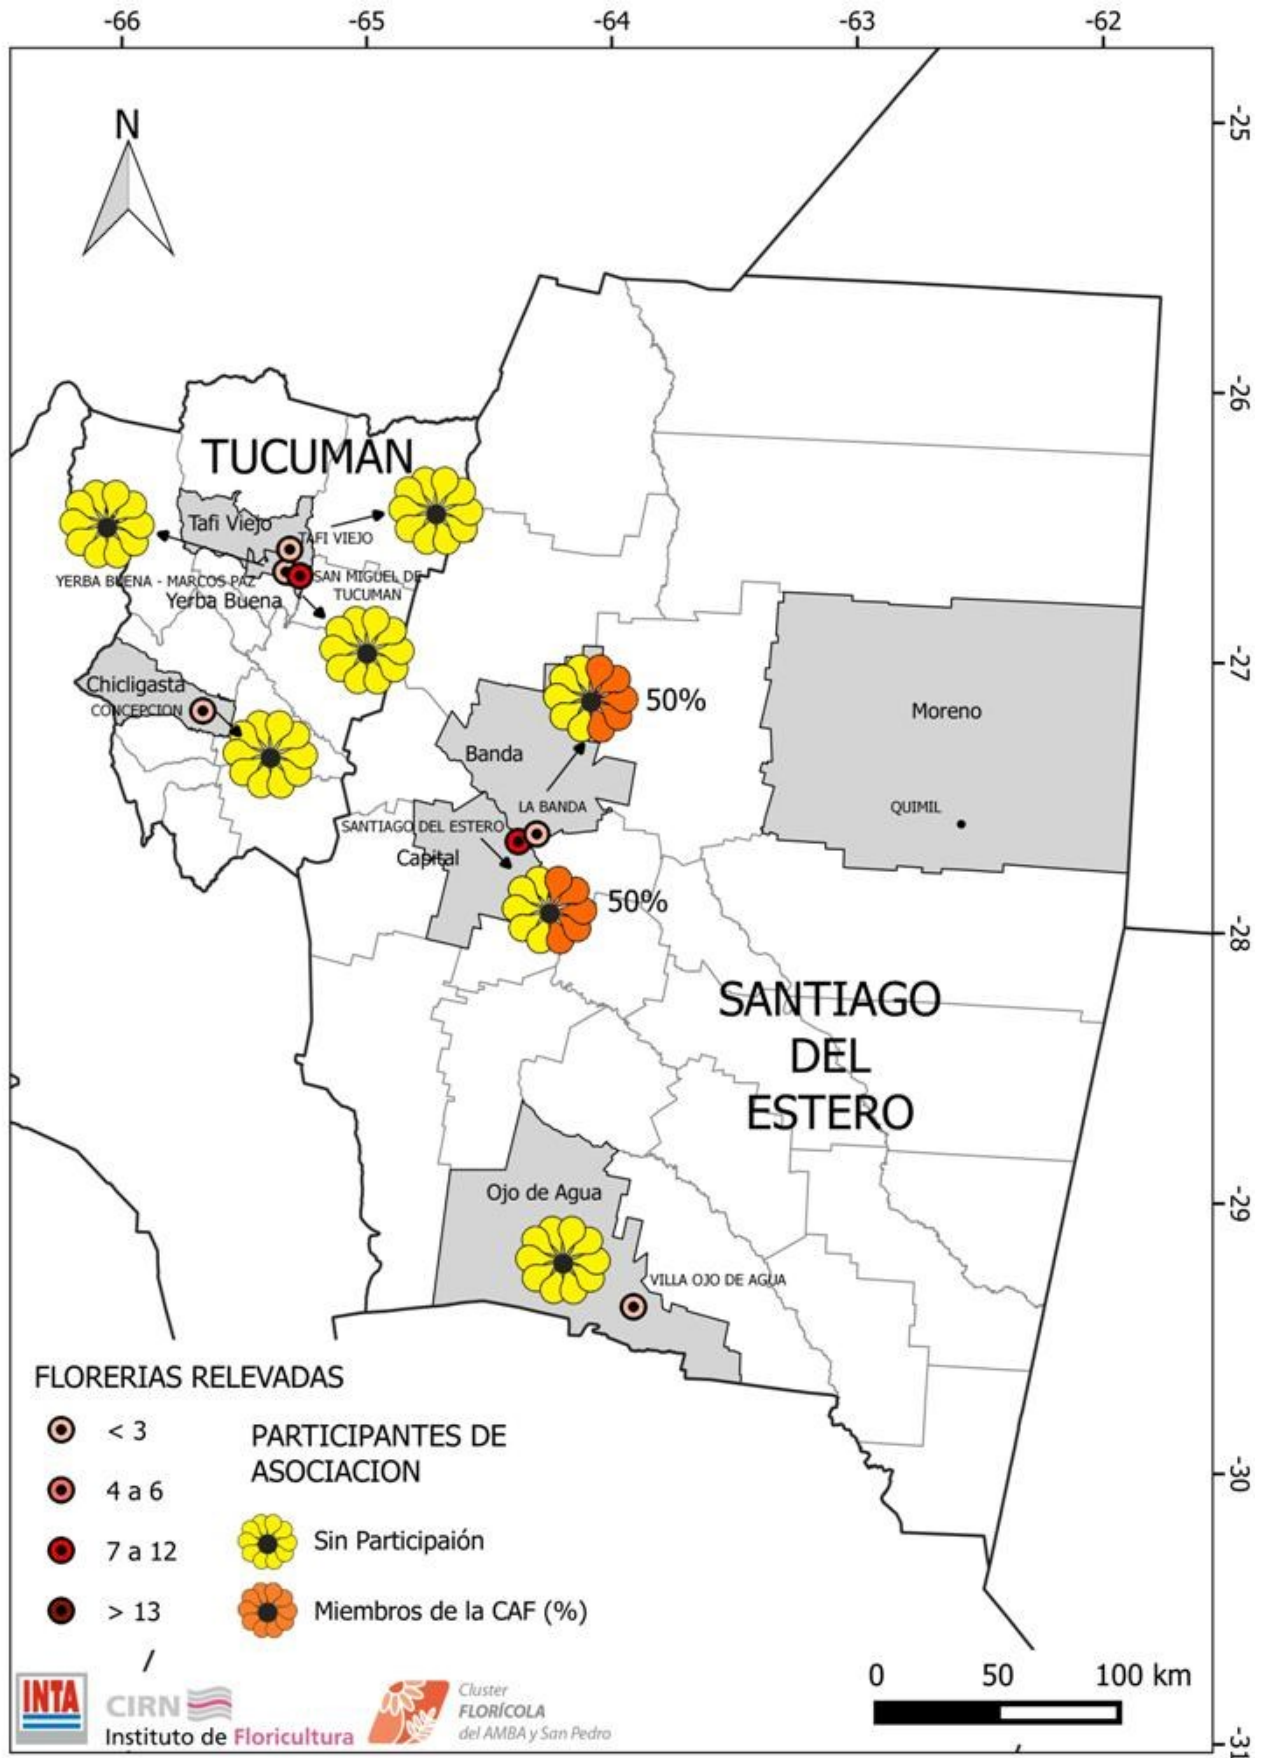 -66 -65 -64 -63 -62
N
-25
-26
TUCUMAN
Tafi Viejo
TAFI VIEJO
YERBA BUENA - MARCOS PAZ
SAN MIGUEL DE
TUCUMAN
Yerba Buena
-27
Chicligasta
CONCEPCION
50%
Moreno
Banda
QUIMIL
LA BANDA
SANTIAGO DEL ESTERO
Capital
50%
-28
SANTIAGO
DEL
ESTERO
Ojo de Agua
-29
VILLA OJO DE AGUA
FLORERIAS RELEVADAS
< 3
4 a 6
7 a 12
> 13
PARTICIPANTES DE
ASOCIACION
Sin Participaión
Miembros de la CAF (%)
-30
0 50 100 km
INTA
CIRN
Instituto de Floricultura
Cluster
FLORÍCOLA
del AMBA y San Pedro
-31